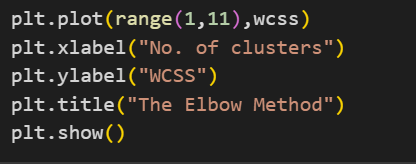 plt.plot(range(1,11),wcss)
plt.xlabel("No. of clusters")
plt.ylabel("WCSS")
plt.title("The Elbow Method")
plt.show()